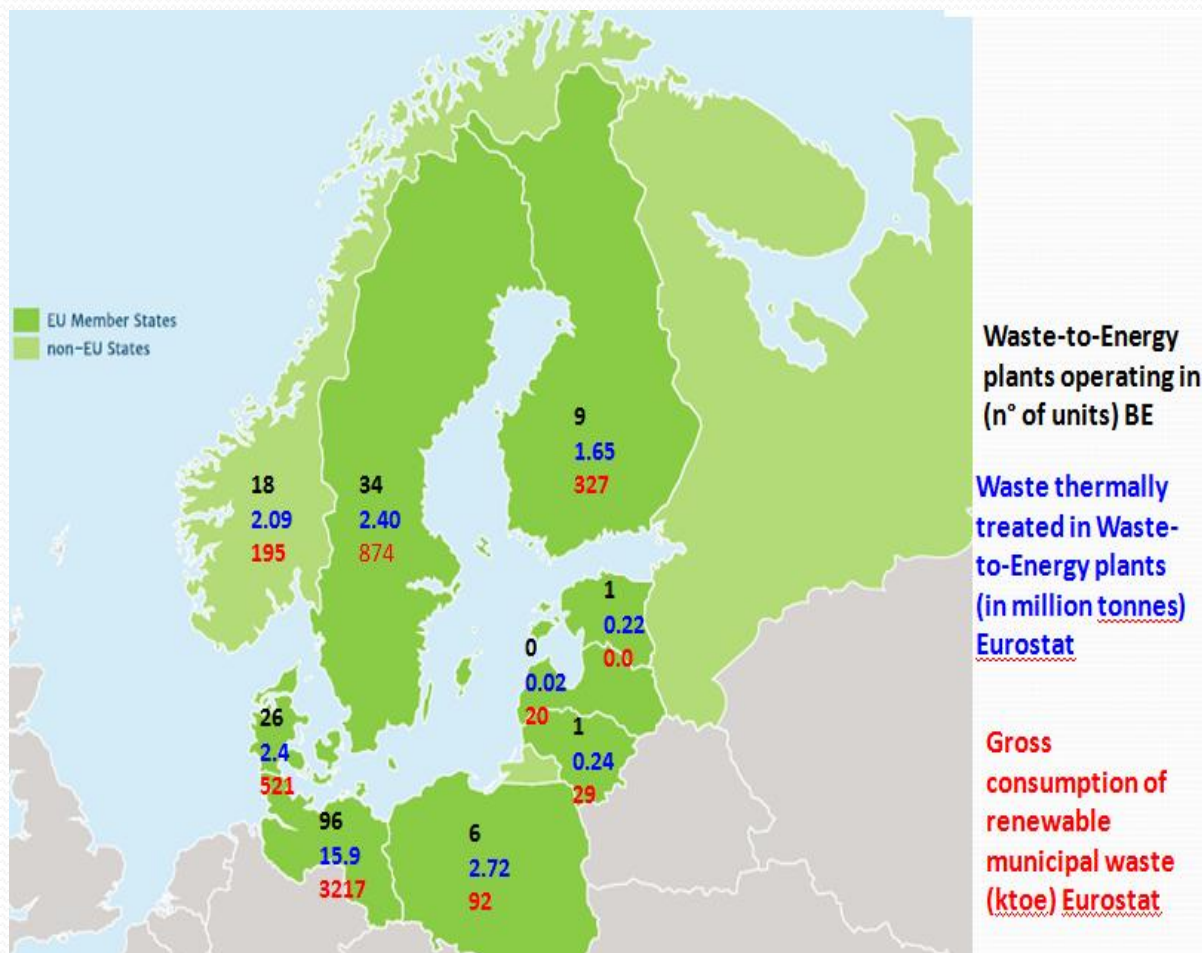 EU Member States
non-EU States
9
1.65
327
18
2.09
195
34
2.40
874
1
0.22
0.0
0
0.02
20
1
0.24
29
26
2.4
521
96
15.9
3217
6
2.72
92
Waste-to-Energy
plants operating in
(n° of units) BE
Waste thermally
treated in Waste-
to-Energy plants
(in million tonnes)
Eurostat
Gross
consumption of
renewable
municipal waste
(ktoe) Eurostat